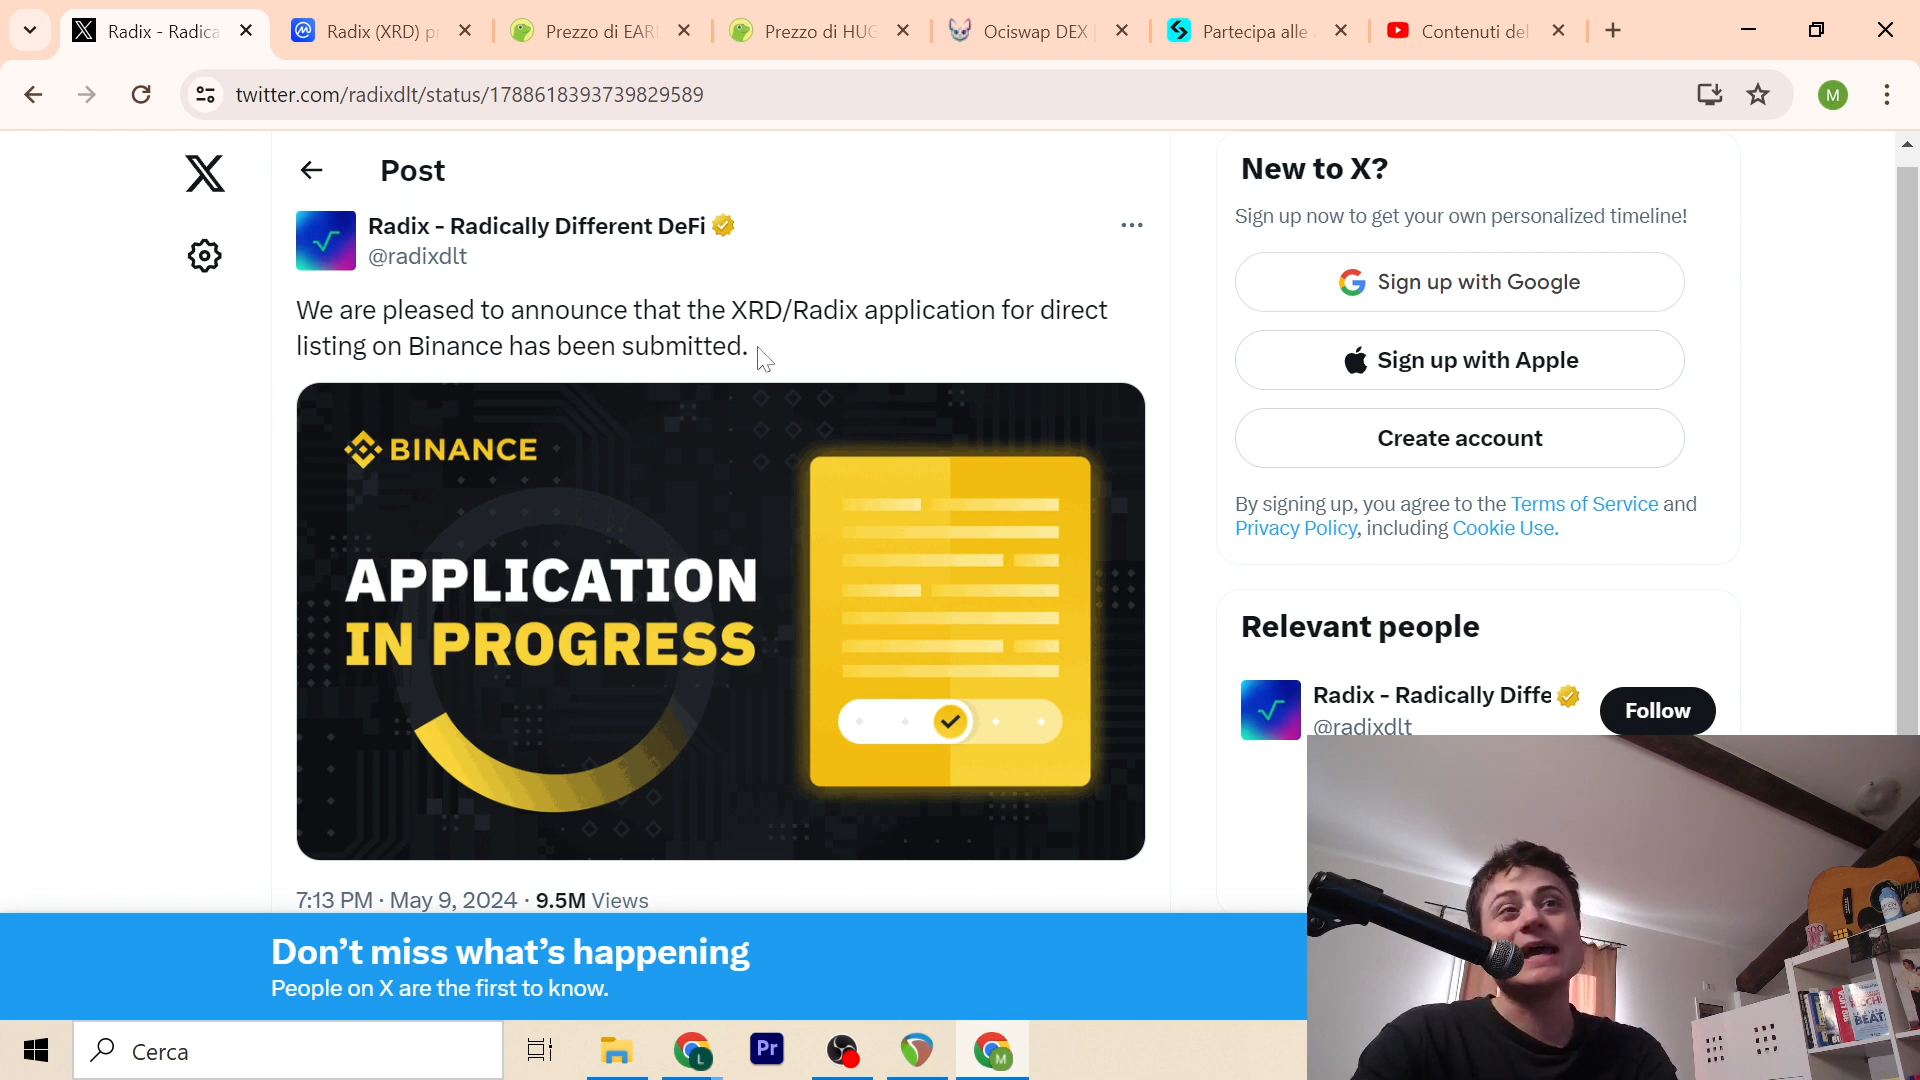 Radix - Radica
Radix (XRD) p
Prezzo di EAR
Prezzo di HUG
Ociswap DEX |
Partecipa alle
Contenuti del
twitter.com/radixdlt/status/1788618393739829589
M
Post
Radix - Radically Different DeFi
@radixdlt
We are pleased to announce that the XRD/Radix application for direct
listing on Binance has been submitted.
BINANCE
APPLICATION
IN PROGRESS
7:13 PM · May 9, 2024 · 9.5M Views
New to X?
Sign up now to get your own personalized timeline!
Sign up with Google
Sign up with Apple
Create account
By signing up, you agree to the Terms of Service and
Privacy Policy, including Cookie Use.
Relevant people
Radix - Radically Diffe
@radixdlt
Follow
Don't miss what's happening
People on X are the first to know.
Cerca
L
Pr
M